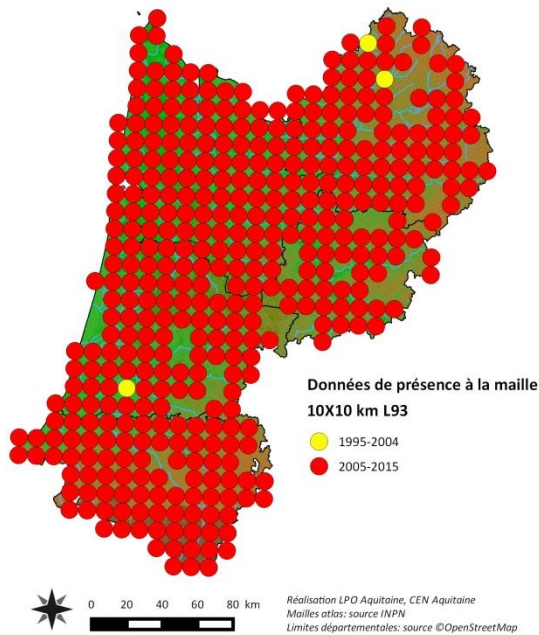 Données de présence à la maille
10X10 km L93
1995-2004
2005-2015
0 20 40 60 80 km
Réalisation LPO Aquitaine, CEN Aquitaine
Mailles atlas: source INPN
Limites départementales: source ©OpenStreetMap